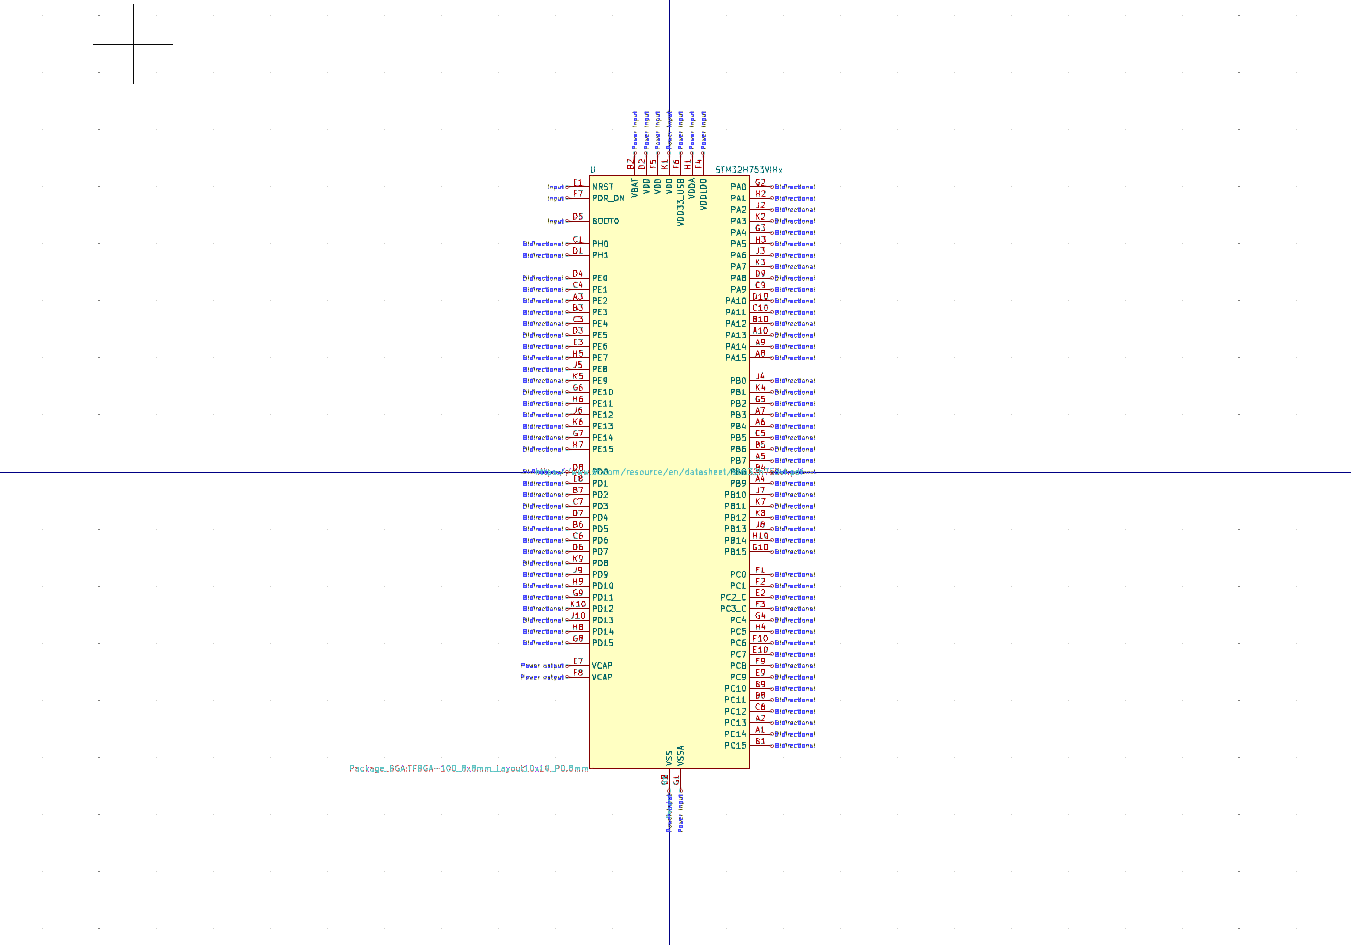 Power input Power input Power input Power input Power input Power input Power input
B2 D2 E5 K1 F6 H1 F4
U STM32H753VIHx
VBAT VDD VDD VDD VDD33_USB VDDA VDDLDO
Input E1 NRST PA0 G2 Bidirectional
Input F7 PDR_ON PA1 H2 Bidirectional
PA2 J2 Bidirectional
Input D5 BOOT0 PA3 K2 Bidirectional
PA4 G3 Bidirectional
Bidirectional C1 PH0 PA5 H3 Bidirectional
Bidirectional D1 PH1 PA6 J3 Bidirectional
PA7 K3 Bidirectional
Bidirectional D4 PE0 PA8 D9 Bidirectional
Bidirectional C4 PE1 PA9 C9 Bidirectional
Bidirectional A3 PE2 PA10 D10 Bidirectional
Bidirectional B3 PE3 PA11 C10 Bidirectional
Bidirectional C3 PE4 PA12 B10 Bidirectional
Bidirectional D3 PE5 PA13 A10 Bidirectional
Bidirectional E3 PE6 PA14 A9 Bidirectional
Bidirectional H5 PE7 PA15 A8 Bidirectional
Bidirectional J5 PE8
Bidirectional K5 PE9 PB0 J4 Bidirectional
Bidirectional G6 PE10 PB1 K4 Bidirectional
Bidirectional H6 PE11 PB2 G5 Bidirectional
Bidirectional J6 PE12 PB3 A7 Bidirectional
Bidirectional K6 PE13 PB4 A6 Bidirectional
Bidirectional G7 PE14 PB5 C5 Bidirectional
Bidirectional H7 PE15 PB6 B5 Bidirectional
PB7 A5 Bidirectional
D8 PD0 PB8 B4
Bidirectional E8 PD1 PB9 A4 Bidirectional
Bidirectional B7 PD2 PB10 J7 Bidirectional
Bidirectional C7 PD3 PB11 K7 Bidirectional
Bidirectional D7 PD4 PB12 K8 Bidirectional
Bidirectional B6 PD5 PB13 J8 Bidirectional
Bidirectional C6 PD6 PB14 H10 Bidirectional
Bidirectional D6 PD7 PB15 G10 Bidirectional
Bidirectional K9 PD8
Bidirectional J9 PD9 PC0 F1 Bidirectional
Bidirectional H9 PD10 PC1 F2 Bidirectional
Bidirectional G9 PD11 PC2_C E2 Bidirectional
Bidirectional K10 PD12 PC3_C F3 Bidirectional
Bidirectional J10 PD13 PC4 G4 Bidirectional
Bidirectional H8 PD14 PC5 H4 Bidirectional
Bidirectional G8 PD15 PC6 F10 Bidirectional
PC7 E10 Bidirectional
Power output E7 VCAP PC8 F9 Bidirectional
Power output F8 VCAP PC9 E9 Bidirectional
PC10 B9 Bidirectional
PC11 B8 Bidirectional
PC12 C8 Bidirectional
PC13 A2 Bidirectional
PE14 A1 Bidirectional
PC15 B1 Bidirectional
VSS VSSA
Package_BGA:TFBGA-100_8x8mm_Layout10x10_P0.8mm
G1
Power input Power input